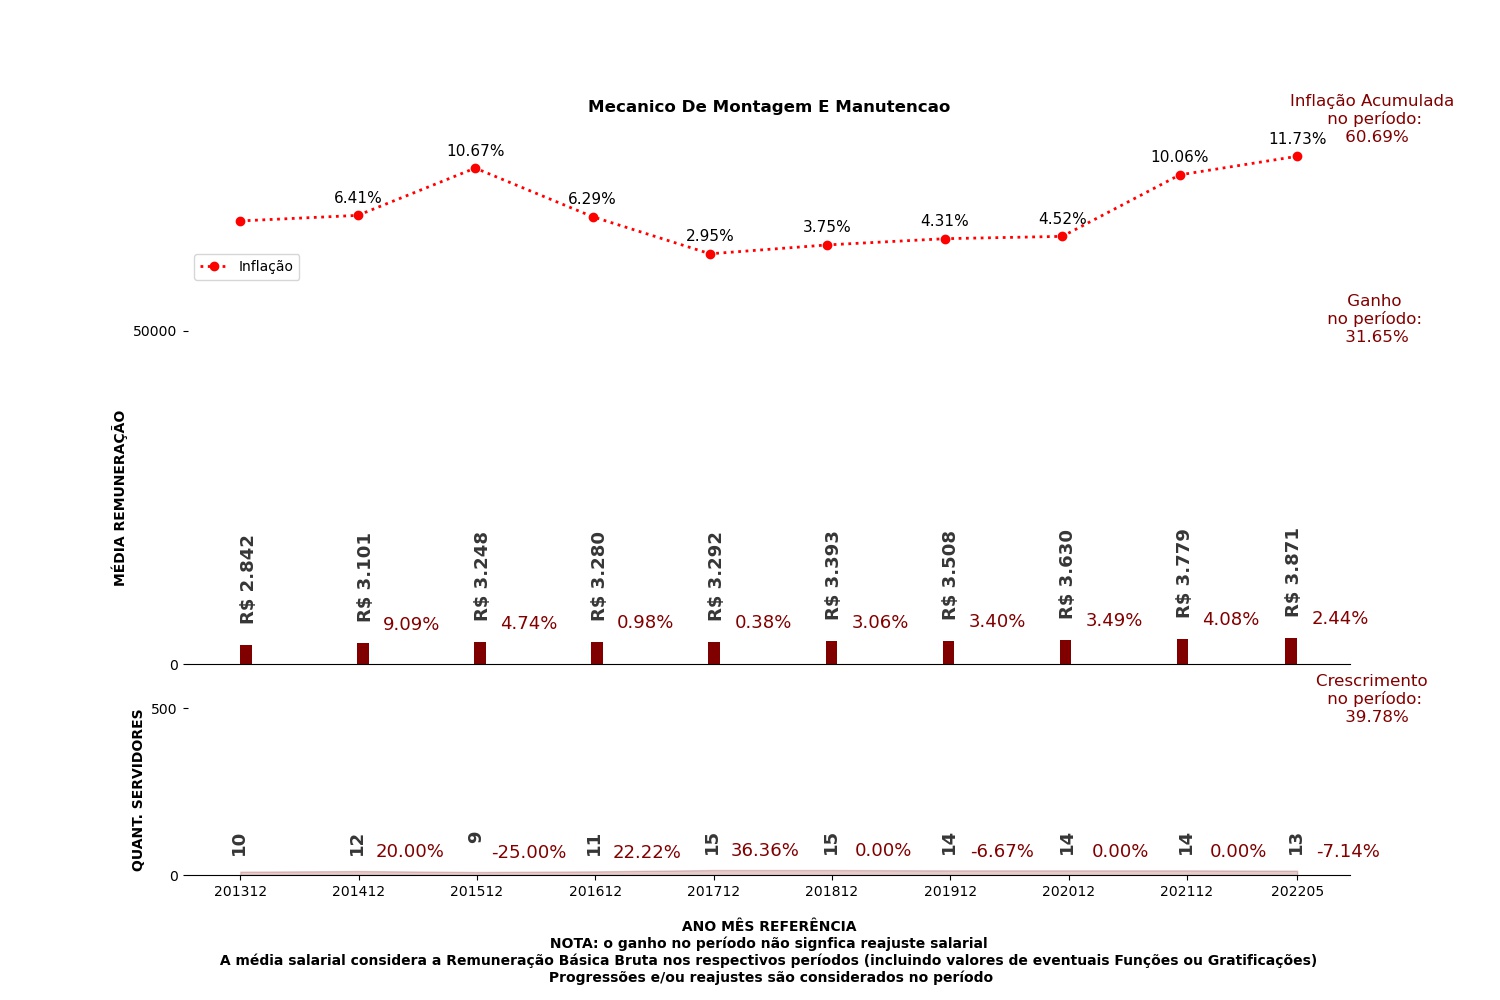 Mecanico De Montagem E Manutencao
Inflação Acumulada
no período:
60.69%
6.41%
10.67%
6.29%
2.95%
3.75%
4.31%
4.52%
10.06%
11.73%
Inflação
Ganho
no período:
31.65%
50000
0
MÉDIA REMUNERAÇÃO
R$ 2.842
R$ 3.101
R$ 3.248
R$ 3.280
R$ 3.292
R$ 3.393
R$ 3.508
R$ 3.630
R$ 3.779
R$ 3.871
9.09%
4.74%
0.98%
0.38%
3.06%
3.40%
3.49%
4.08%
2.44%
Crescrimento
no período:
39.78%
500
0
QUANT. SERVIDORES
10
12
9
11
15
15
14
14
14
13
20.00%
-25.00%
22.22%
36.36%
0.00%
-6.67%
0.00%
0.00%
-7.14%
201312
201412
201512
201612
201712
201812
201912
202012
202112
202205
ANO MÊS REFERÊNCIA
NOTA: o ganho no período não signfica reajuste salarial
A média salarial considera a Remuneração Básica Bruta nos respectivos períodos (incluindo valores de eventuais Funções ou Gratificações)
Progressões e/ou reajustes são considerados no período